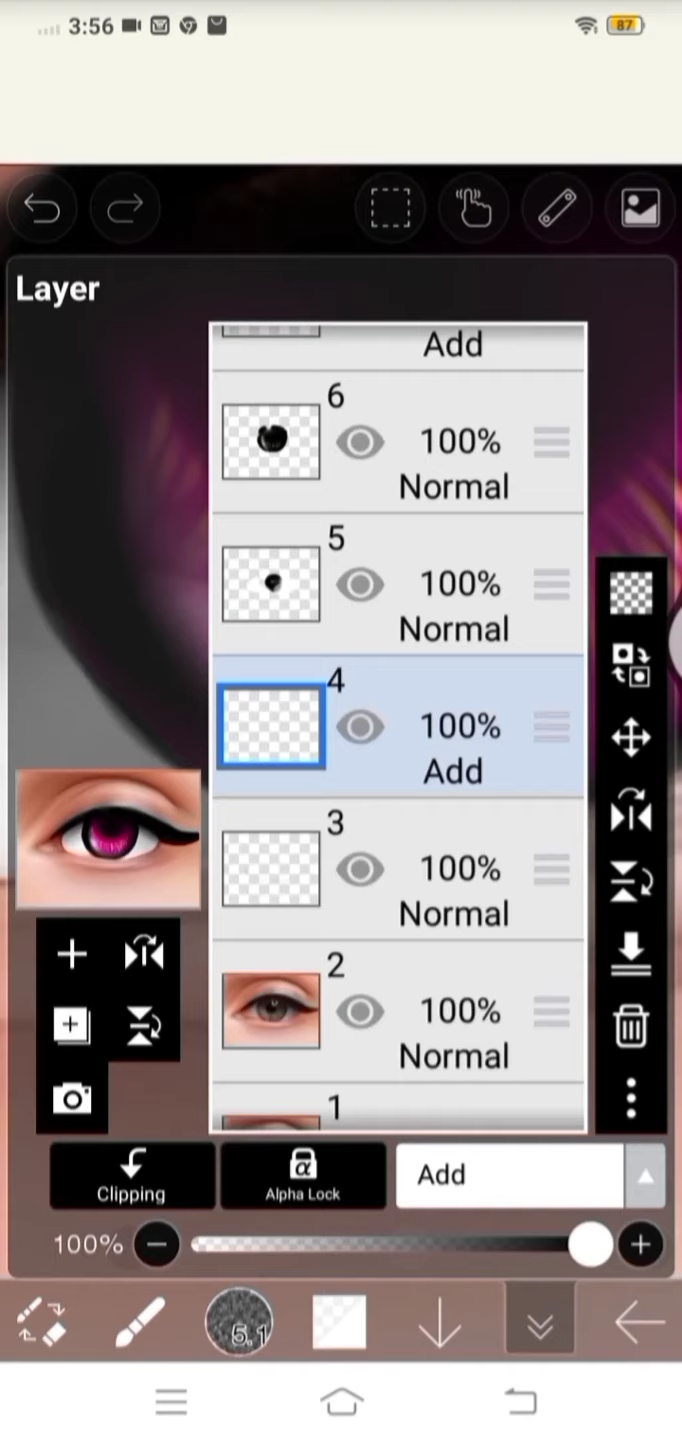 3:56
87
Layer
Add
6
100%
Normal
5
100%
Normal
4
100%
Add
3
100%
Normal
2
100%
Normal
1
Clipping
α
Alpha Lock
Add
100%
5.1